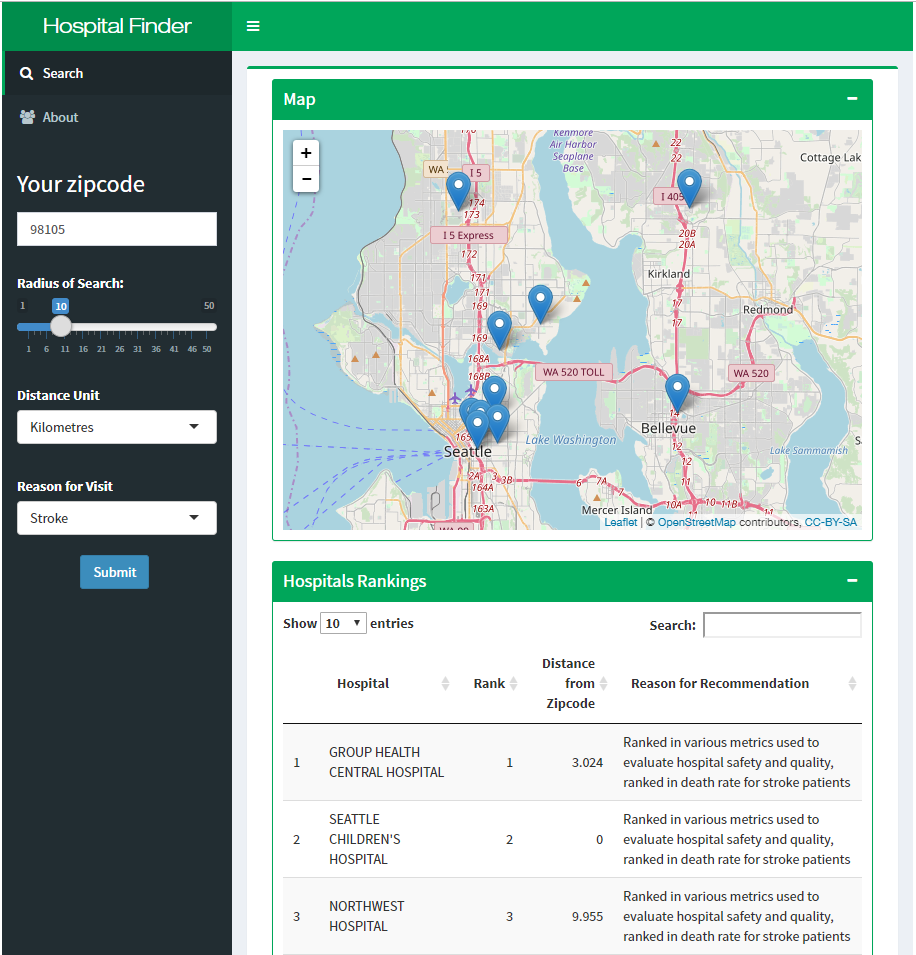 Hospital Finder
Search
About
Your zipcode
98105
Radius of Search:
1 10 50
1 6 11 16 21 26 31 36 41 46 50
Distance Unit
Kilometres
Reason for Visit
Stroke
Submit
Map
+
−
Kenmore
Air Harbor
Seaplane
Base
22
22
Cottage Lak
I 5
174
173
I 405
I 5 Express
20B
20A
172
171
171
Kirkland
169
17
17
Redmond
169
168A
168B
WA 520 TOLL
WA 520
14
Bellevue
Lake Washington
12
12
Seattle
Lake Sammamish
2A 3 3B
164A
6 7A 7
11
163A
Mercer Island
10A 10 11B 11
Leaflet | © OpenStreetMap contributors, CC-BY-SA
Hospitals Rankings
Show 10 entries
Search:
Hospital Rank Distance from Zipcode Reason for Recommendation
1 GROUP HEALTH CENTRAL HOSPITAL 1 3.024 Ranked in various metrics used to evaluate hospital safety and quality, ranked in death rate for stroke patients
2 SEATTLE CHILDREN'S HOSPITAL 2 0 Ranked in various metrics used to evaluate hospital safety and quality, ranked in death rate for stroke patients
3 NORTHWEST HOSPITAL 3 9.955 Ranked in various metrics used to evaluate hospital safety and quality, ranked in death rate for stroke patients